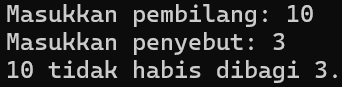 Masukkan pembilang: 10
Masukkan penyebut: 3
10 tidak habis dibagi 3.